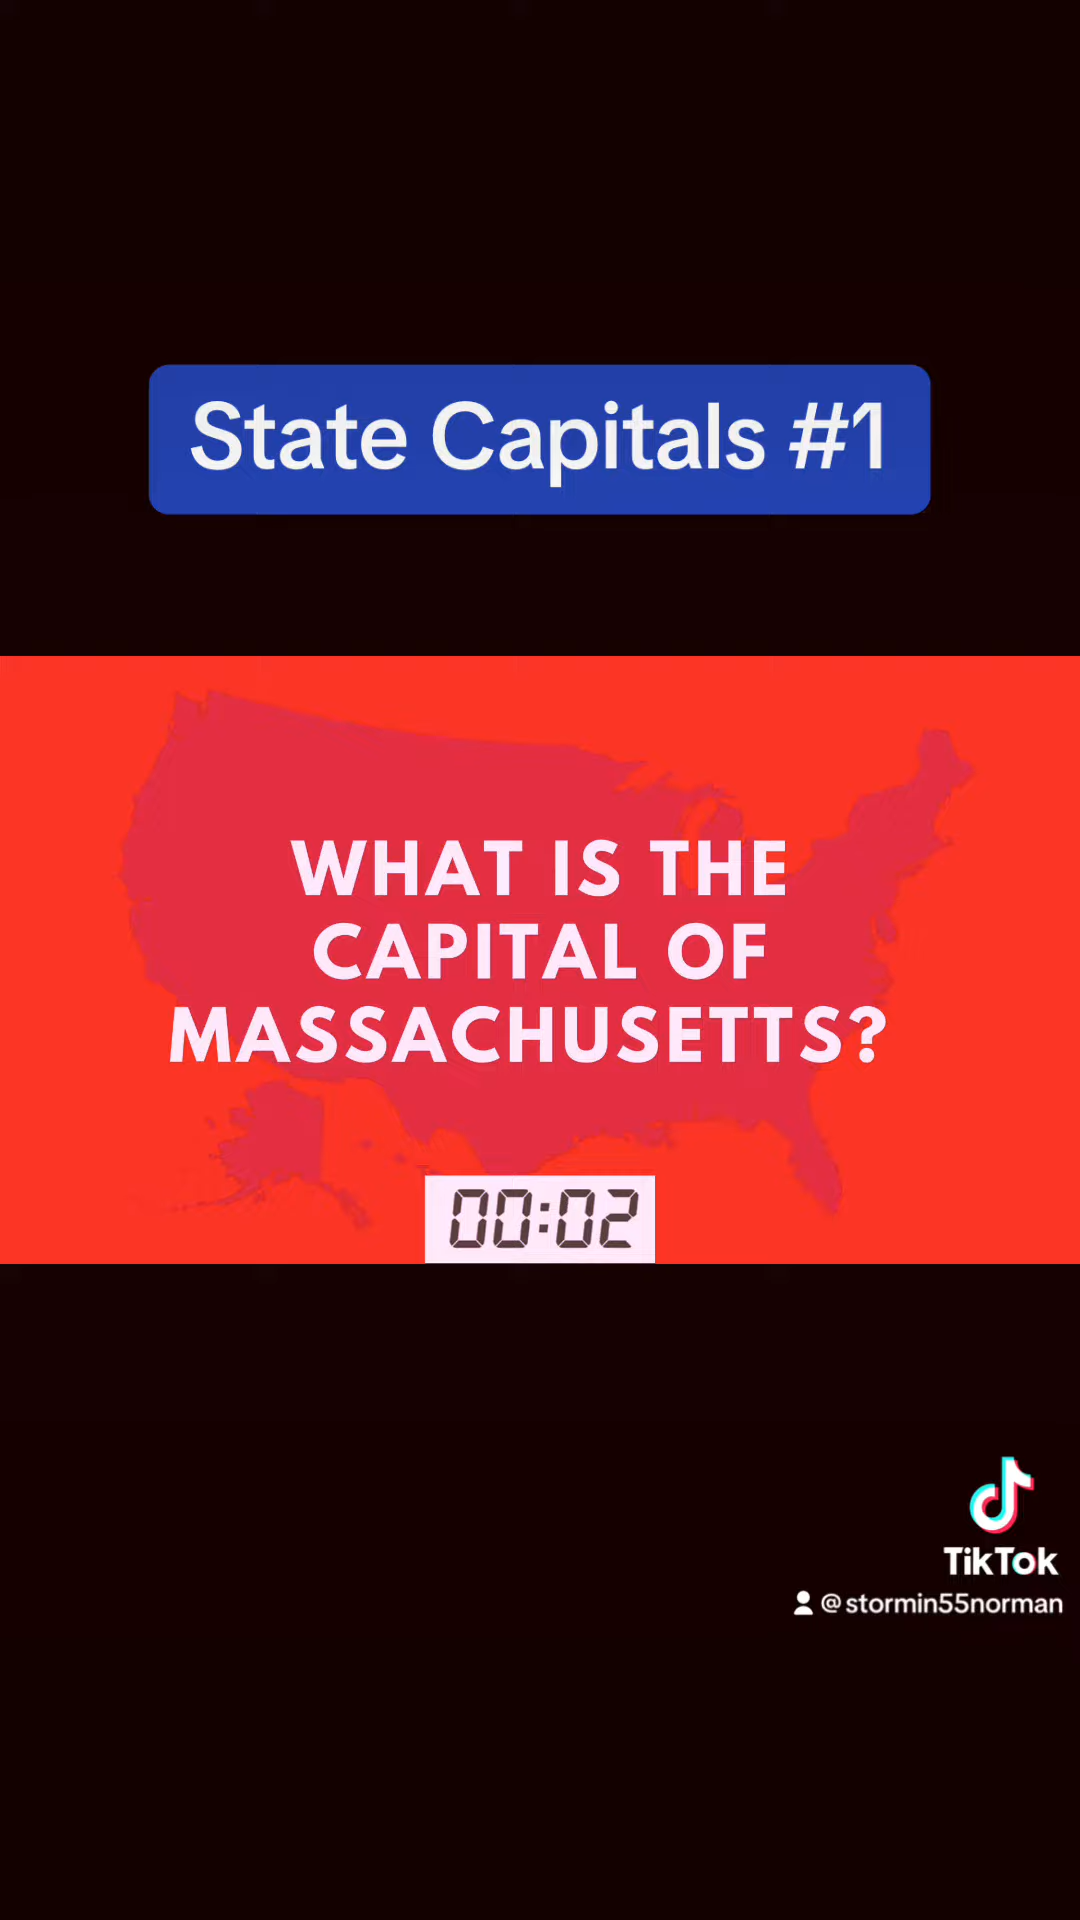 State Capitals #1
WHAT IS THE
CAPITAL OF
MASSACHUSETTS?
00:02
TikTok
@stormin55norman